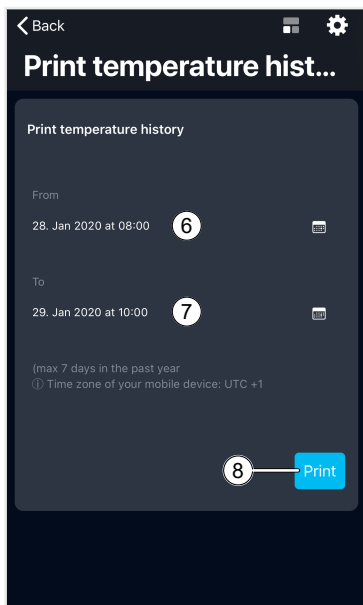 Back
Print temperature hist...
Print temperature history
From
28. Jan 2020 at 08:00 6
To
29. Jan 2020 at 10:00 7
(max 7 days in the past year
ⓘ Time zone of your mobile device: UTC +1
8 Print